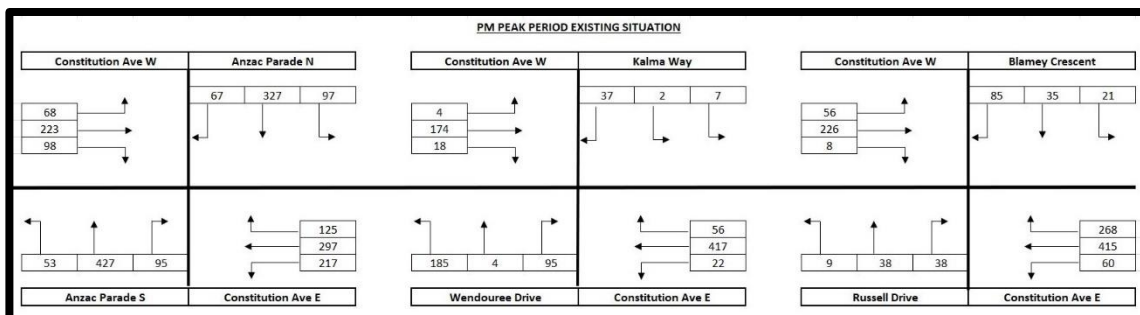 PM PEAK PERIOD EXISTING SITUATION
Constitution Ave W Anzac Parade N
67 327 97
68
223
98
125
297
217
53 427 95
Anzac Parade S Constitution Ave E
Constitution Ave W Kalma Way
37 2 7
4
174
18
56
417
22
185 4 95
Wendouree Drive Constitution Ave E
Constitution Ave W Blamey Crescent
85 35 21
56
226
8
268
415
60
9 38 38
Russell Drive Constitution Ave E